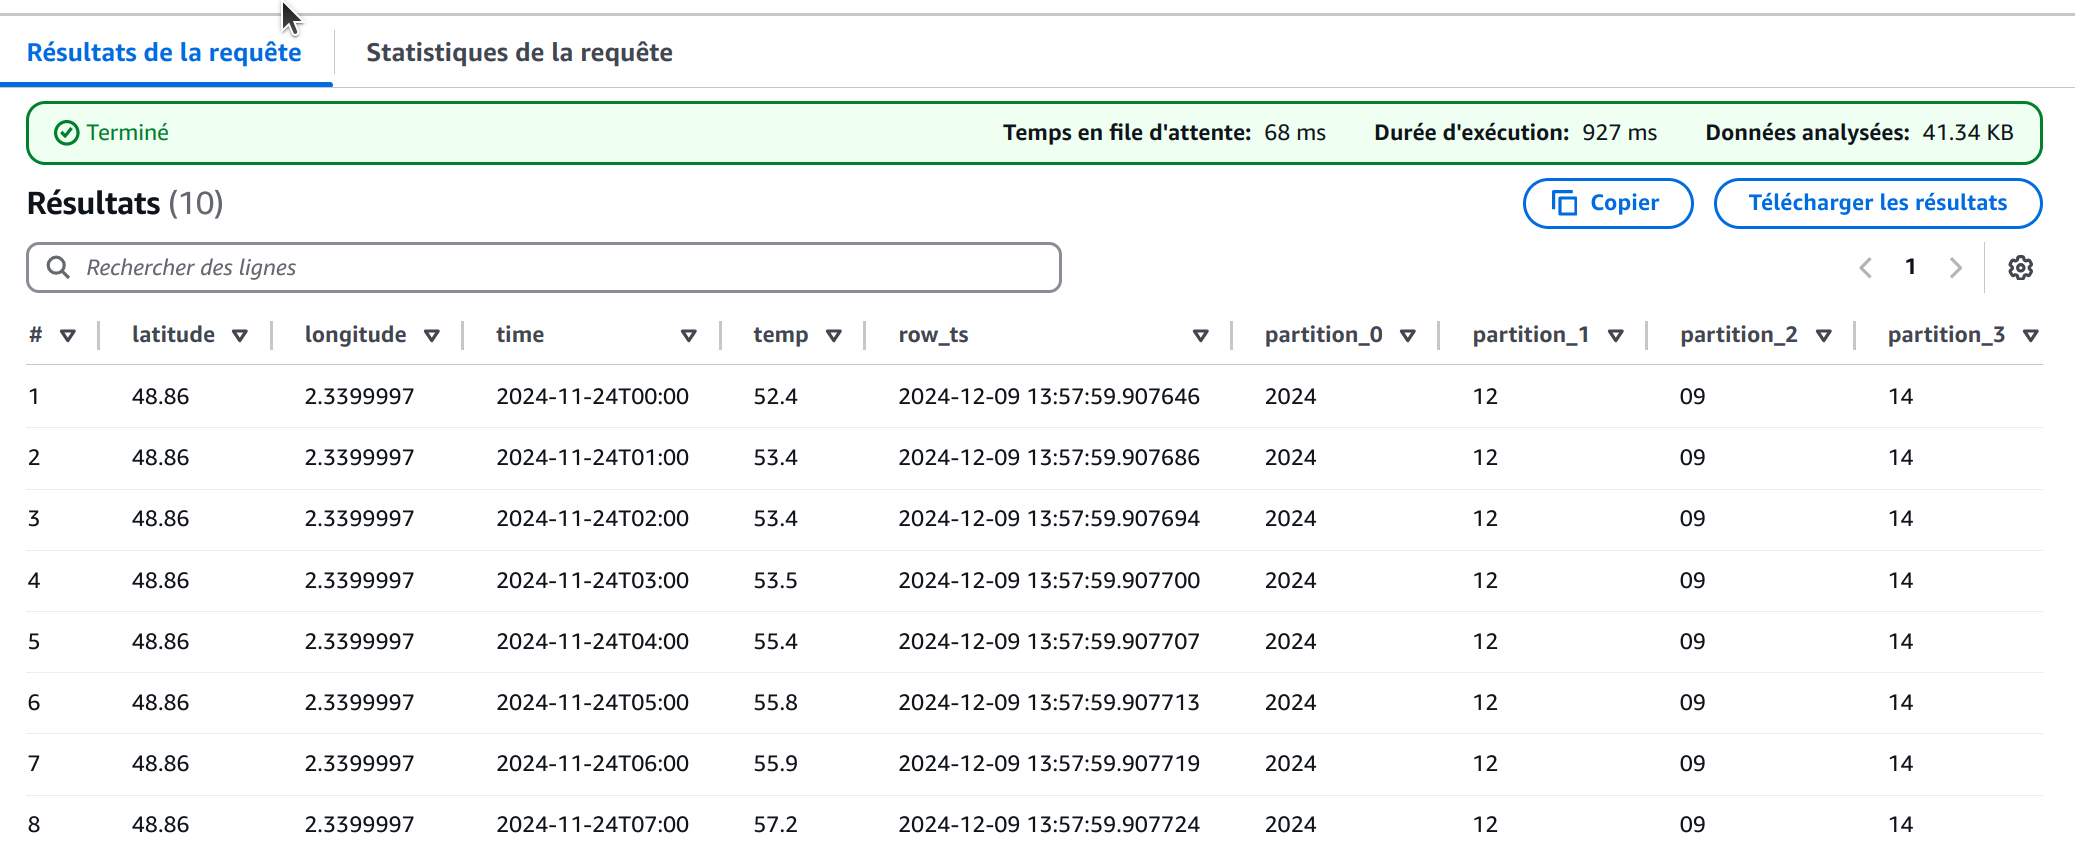 Résultats de la requête Statistiques de la requête
Terminé Temps en file d'attente: 68 ms Durée d'exécution: 927 ms Données analysées: 41.34 KB
Résultats (10) Copier Télécharger les résultats
Rechercher des lignes 1
# latitude longitude time temp row_ts partition_0 partition_1 partition_2 partition_3
1 48.86 2.3399997 2024-11-24T00:00 52.4 2024-12-09 13:57:59.907646 2024 12 09 14
2 48.86 2.3399997 2024-11-24T01:00 53.4 2024-12-09 13:57:59.907686 2024 12 09 14
3 48.86 2.3399997 2024-11-24T02:00 53.4 2024-12-09 13:57:59.907694 2024 12 09 14
4 48.86 2.3399997 2024-11-24T03:00 53.5 2024-12-09 13:57:59.907700 2024 12 09 14
5 48.86 2.3399997 2024-11-24T04:00 55.4 2024-12-09 13:57:59.907707 2024 12 09 14
6 48.86 2.3399997 2024-11-24T05:00 55.8 2024-12-09 13:57:59.907713 2024 12 09 14
7 48.86 2.3399997 2024-11-24T06:00 55.9 2024-12-09 13:57:59.907719 2024 12 09 14
8 48.86 2.3399997 2024-11-24T07:00 57.2 2024-12-09 13:57:59.907724 2024 12 09 14